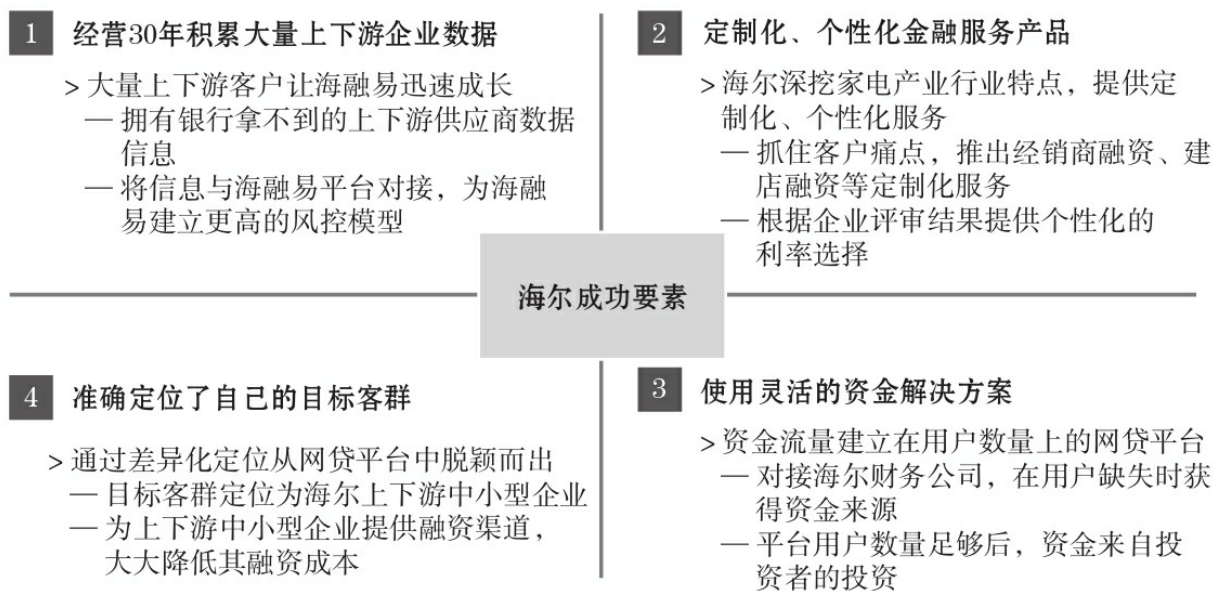 1 经营30年积累大量上下游企业数据
> 大量上下游客户让海融易迅速成长
— 拥有银行拿不到的上下游供应商数据
信息
— 将信息与海融易平台对接，为海融
易建立更高的风控模型
2 定制化、个性化金融服务产品
> 海尔深挖家电产业行业特点，提供定
制化、个性化服务
— 抓住客户痛点，推出经销商融资、建
店融资等定制化服务
— 根据企业评审结果提供个性化的
利率选择
海尔成功要素
4 准确定位了自己的目标客群
> 通过差异化定位从网贷平台中脱颖而出
— 目标客群定位为海尔上下游中小型企业
— 为上下游中小型企业提供融资渠道，
大大降低其融资成本
3 使用灵活的资金解决方案
> 资金流量建立在用户数量上的网贷平台
— 对接海尔财务公司，在用户缺失时获
得资金来源
— 平台用户数量足够后，资金来自投
资者的投资